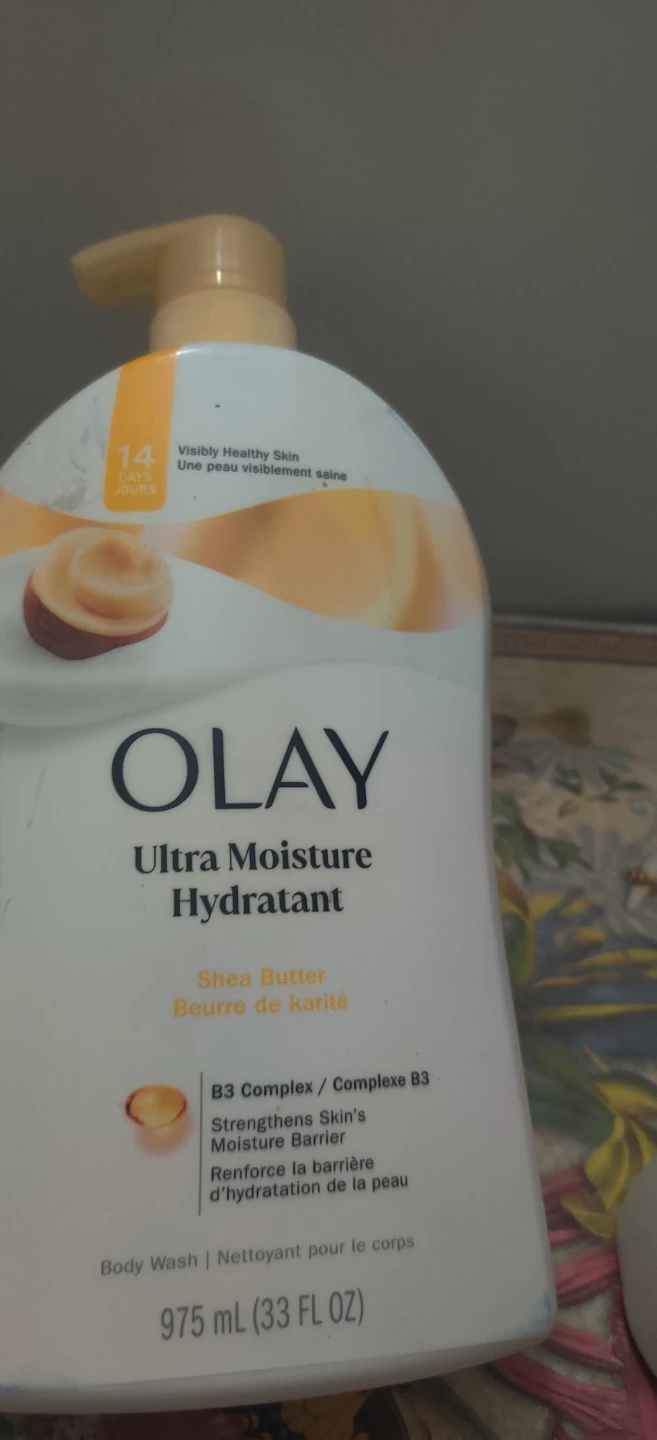 14
DAYS
JOURS
Visibly Healthy Skin
Une peau visiblement saine
OLAY
Ultra Moisture
Hydratant
Shea Butter
Beurre de karité
B3 Complex / Complexe B3
Strengthens Skin's
Moisture Barrier
Renforce la barrière
d'hydratation de la peau
Body Wash | Nettoyant pour le corps
975 mL (33 FL OZ)